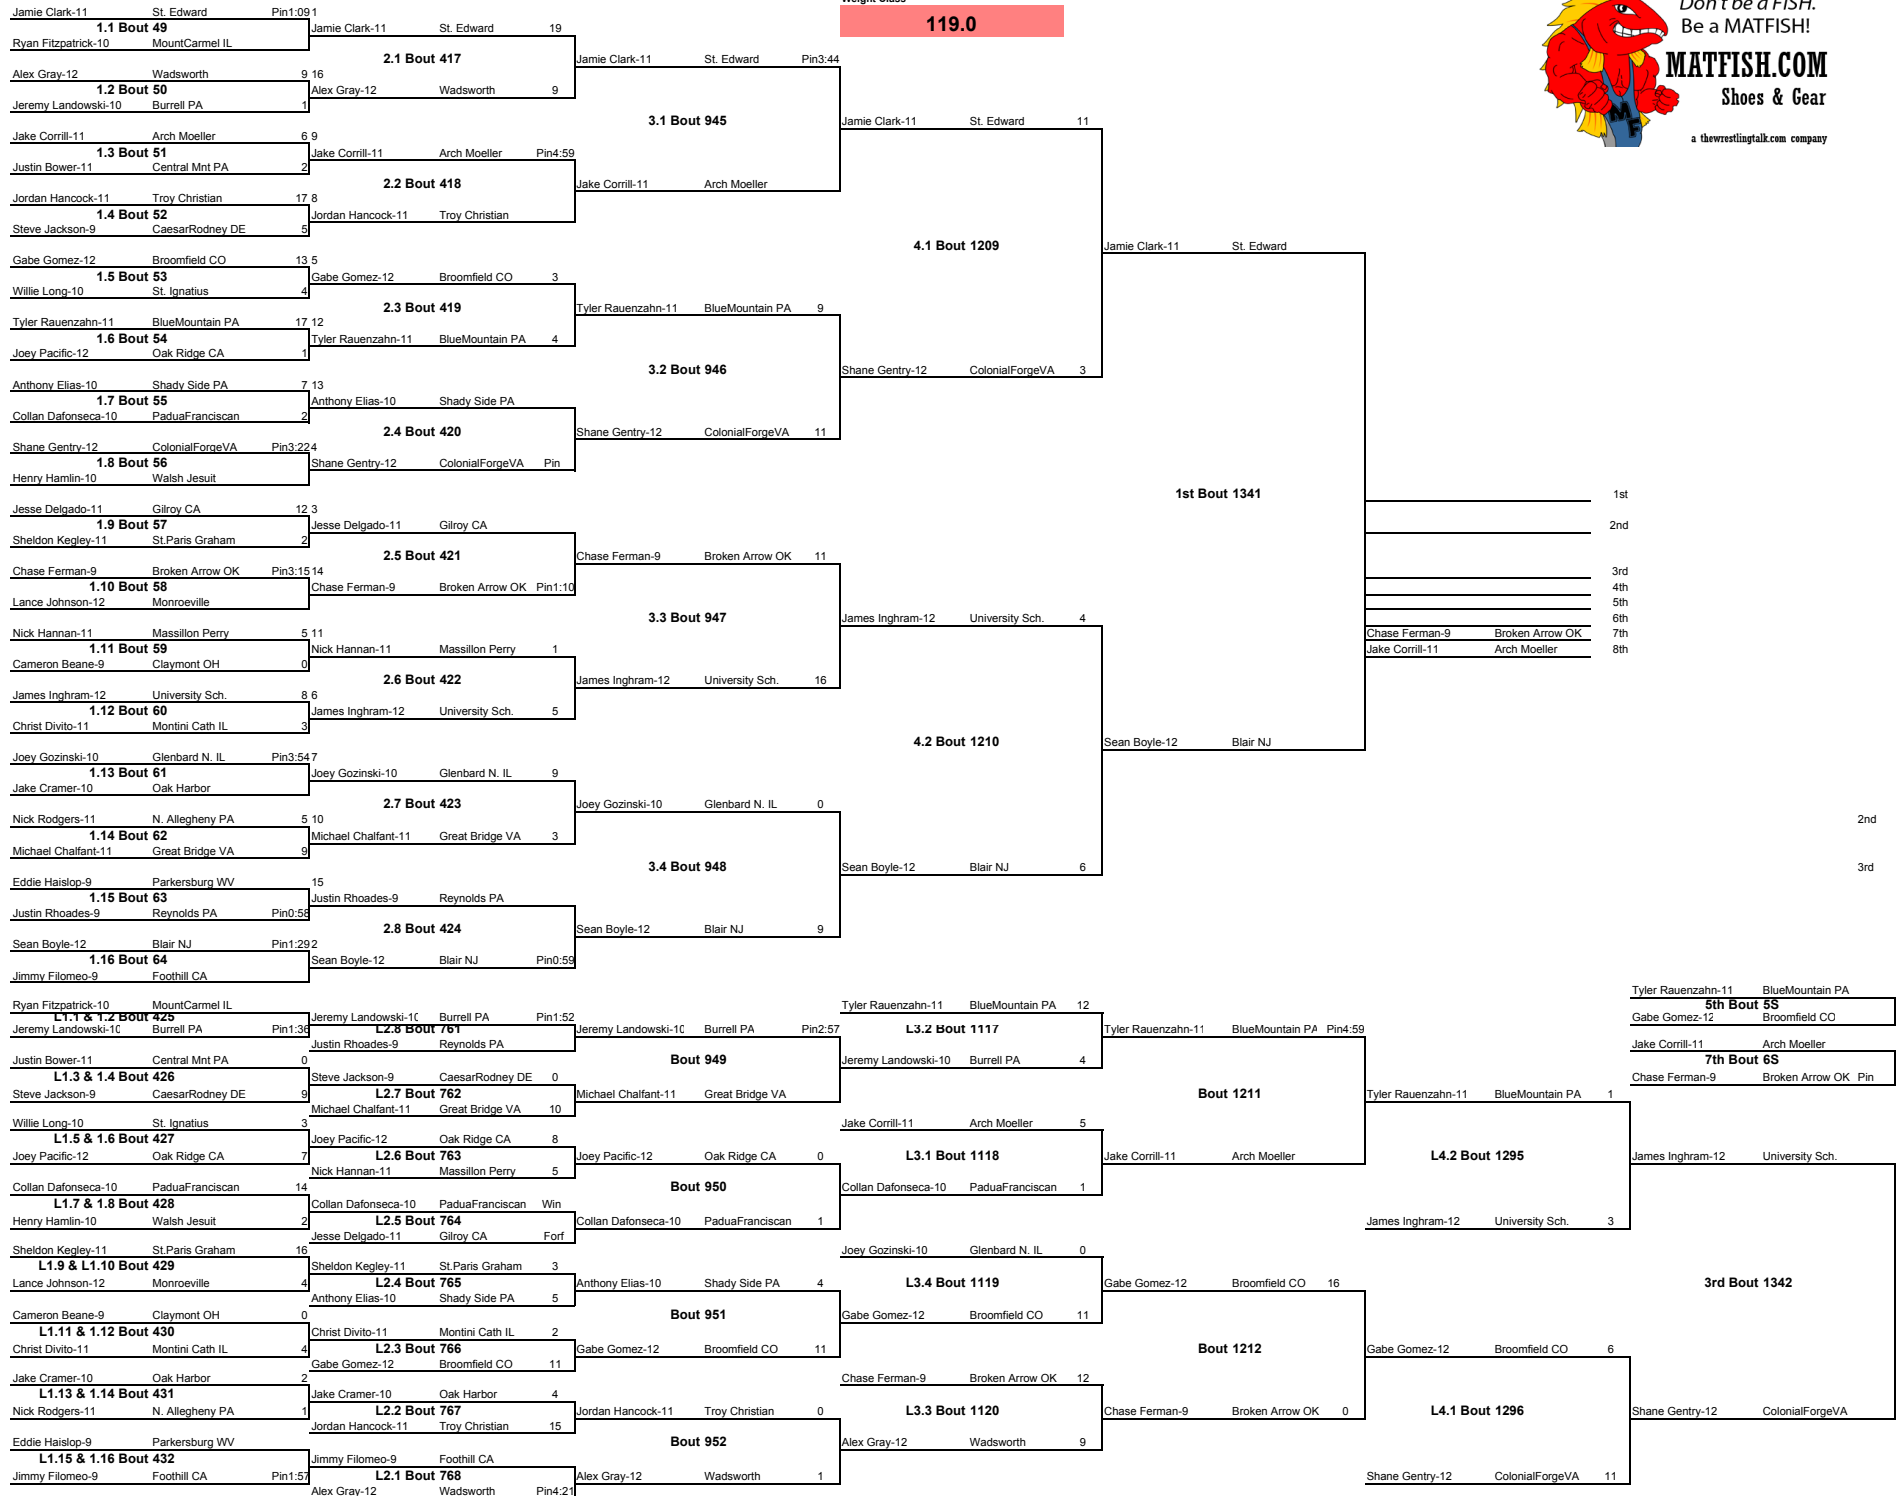 Weight Class
119.0
Don't be a FISH.
Be a MATFISH!
MATFISH.COM
Shoes & Gear
a thewrestlingtalk.com company
MF
Jamie Clark-11 St. Edward Pin1:09 1
1.1 Bout 49
Ryan Fitzpatrick-10 MountCarmel IL
Alex Gray-12 Wadsworth 9 16
1.2 Bout 50
Jeremy Landowski-10 Burrell PA 1
Jake Corrill-11 Arch Moeller 6 9
1.3 Bout 51
Justin Bower-11 Central Mnt PA 2
Jordan Hancock-11 Troy Christian 17 8
1.4 Bout 52
Steve Jackson-9 CaesarRodney DE 5
Gabe Gomez-12 Broomfield CO 13 5
1.5 Bout 53
Willie Long-10 St. Ignatius 4
Tyler Rauenzahn-11 BlueMountain PA 17 12
1.6 Bout 54
Joey Pacific-12 Oak Ridge CA 1
Anthony Elias-10 Shady Side PA 7 13
1.7 Bout 55
Collan Dafonseca-10 PaduaFranciscan 2
Shane Gentry-12 ColonialForgeVA Pin3:22 4
1.8 Bout 56
Henry Hamlin-10 Walsh Jesuit
Jesse Delgado-11 Gilroy CA 12 3
1.9 Bout 57
Sheldon Kegley-11 St.Paris Graham 2
Chase Ferman-9 Broken Arrow OK Pin3:15 14
1.10 Bout 58
Lance Johnson-12 Monroeville
Nick Hannan-11 Massillon Perry 5 11
1.11 Bout 59
Cameron Beane-9 Claymont OH 0
James Inghram-12 University Sch. 8 6
1.12 Bout 60
Christ Divito-11 Montini Cath IL 3
Joey Gozinski-10 Glenbard N. IL Pin3:54 7
1.13 Bout 61
Jake Cramer-10 Oak Harbor
Nick Rodgers-11 N. Allegheny PA 5 10
1.14 Bout 62
Michael Chalfant-11 Great Bridge VA 9
Eddie Haislop-9 Parkersburg WV 15
1.15 Bout 63
Justin Rhoades-9 Reynolds PA Pin0:58
Sean Boyle-12 Blair NJ Pin1:29 2
1.16 Bout 64
Jimmy Filomeo-9 Foothill CA
Jamie Clark-11 St. Edward 19
2.1 Bout 417
Alex Gray-12 Wadsworth 9
Jake Corrill-11 Arch Moeller Pin4:59
2.2 Bout 418
Jordan Hancock-11 Troy Christian
Gabe Gomez-12 Broomfield CO 3
2.3 Bout 419
Tyler Rauenzahn-11 BlueMountain PA 4
Anthony Elias-10 Shady Side PA
2.4 Bout 420
Shane Gentry-12 ColonialForgeVA Pin
Jesse Delgado-11 Gilroy CA
2.5 Bout 421
Chase Ferman-9 Broken Arrow OK Pin1:10
Nick Hannan-11 Massillon Perry 1
2.6 Bout 422
James Inghram-12 University Sch. 5
Joey Gozinski-10 Glenbard N. IL 9
2.7 Bout 423
Michael Chalfant-11 Great Bridge VA 3
Justin Rhoades-9 Reynolds PA
2.8 Bout 424
Sean Boyle-12 Blair NJ Pin0:59
Jamie Clark-11 St. Edward Pin3:44
3.1 Bout 945
Jake Corrill-11 Arch Moeller
Tyler Rauenzahn-11 BlueMountain PA 9
3.2 Bout 946
Shane Gentry-12 ColonialForgeVA 11
Chase Ferman-9 Broken Arrow OK 11
3.3 Bout 947
James Inghram-12 University Sch. 16
Joey Gozinski-10 Glenbard N. IL 0
3.4 Bout 948
Sean Boyle-12 Blair NJ 9
Jamie Clark-11 St. Edward 11
4.1 Bout 1209
Shane Gentry-12 ColonialForgeVA 3
James Inghram-12 University Sch. 4
4.2 Bout 1210
Sean Boyle-12 Blair NJ 6
Jamie Clark-11 St. Edward
1st Bout 1341
Sean Boyle-12 Blair NJ
1st
2nd
3rd
4th
5th
6th
Chase Ferman-9 Broken Arrow OK 7th
Jake Corrill-11 Arch Moeller 8th
2nd
3rd
Ryan Fitzpatrick-10 MountCarmel IL
L1.1 & 1.2 Bout 425
Jeremy Landowski-10 Burrell PA Pin1:36
Justin Bower-11 Central Mnt PA 0
L1.3 & 1.4 Bout 426
Steve Jackson-9 CaesarRodney DE 9
Willie Long-10 St. Ignatius 3
L1.5 & 1.6 Bout 427
Joey Pacific-12 Oak Ridge CA 7
Collan Dafonseca-10 PaduaFranciscan 14
L1.7 & 1.8 Bout 428
Henry Hamlin-10 Walsh Jesuit 2
Sheldon Kegley-11 St.Paris Graham 16
L1.9 & L1.10 Bout 429
Lance Johnson-12 Monroeville 4
Cameron Beane-9 Claymont OH 0
L1.11 & 1.12 Bout 430
Christ Divito-11 Montini Cath IL 4
Jake Cramer-10 Oak Harbor 2
L1.13 & 1.14 Bout 431
Nick Rodgers-11 N. Allegheny PA 1
Eddie Haislop-9 Parkersburg WV
L1.15 & 1.16 Bout 432
Jimmy Filomeo-9 Foothill CA Pin1:57
Jeremy Landowski-10 Burrell PA Pin1:52
L2.8 Bout 761
Justin Rhoades-9 Reynolds PA
Steve Jackson-9 CaesarRodney DE 0
L2.7 Bout 762
Michael Chalfant-11 Great Bridge VA 10
Joey Pacific-12 Oak Ridge CA 8
L2.6 Bout 763
Nick Hannan-11 Massillon Perry 5
Collan Dafonseca-10 PaduaFranciscan Win
L2.5 Bout 764
Jesse Delgado-11 Gilroy CA Forf
Sheldon Kegley-11 St.Paris Graham 3
L2.4 Bout 765
Anthony Elias-10 Shady Side PA 5
Christ Divito-11 Montini Cath IL 2
L2.3 Bout 766
Gabe Gomez-12 Broomfield CO 11
Jake Cramer-10 Oak Harbor 4
L2.2 Bout 767
Jordan Hancock-11 Troy Christian 15
Jimmy Filomeo-9 Foothill CA
L2.1 Bout 768
Alex Gray-12 Wadsworth Pin4:21
Jeremy Landowski-10 Burrell PA Pin2:57
Bout 949
Michael Chalfant-11 Great Bridge VA
Joey Pacific-12 Oak Ridge CA 0
Bout 950
Collan Dafonseca-10 PaduaFranciscan 1
Anthony Elias-10 Shady Side PA 4
Bout 951
Gabe Gomez-12 Broomfield CO 11
Jordan Hancock-11 Troy Christian 0
Bout 952
Alex Gray-12 Wadsworth 1
Tyler Rauenzahn-11 BlueMountain PA 12
L3.2 Bout 1117
Jeremy Landowski-10 Burrell PA 4
Jake Corrill-11 Arch Moeller 5
L3.1 Bout 1118
Collan Dafonseca-10 PaduaFranciscan 1
Joey Gozinski-10 Glenbard N. IL 0
L3.4 Bout 1119
Gabe Gomez-12 Broomfield CO 11
Chase Ferman-9 Broken Arrow OK 12
L3.3 Bout 1120
Alex Gray-12 Wadsworth 9
Tyler Rauenzahn-11 BlueMountain PA Pin4:59
Bout 1211
Jake Corrill-11 Arch Moeller
Gabe Gomez-12 Broomfield CO 16
Bout 1212
Chase Ferman-9 Broken Arrow OK 0
Tyler Rauenzahn-11 BlueMountain PA 1
L4.2 Bout 1295
James Inghram-12 University Sch. 3
Gabe Gomez-12 Broomfield CO 6
L4.1 Bout 1296
Shane Gentry-12 ColonialForgeVA 11
Tyler Rauenzahn-11 BlueMountain PA
5th Bout 5S
Gabe Gomez-12 Broomfield CO
Jake Corrill-11 Arch Moeller
7th Bout 6S
Chase Ferman-9 Broken Arrow OK Pin
James Inghram-12 University Sch.
3rd Bout 1342
Shane Gentry-12 ColonialForgeVA